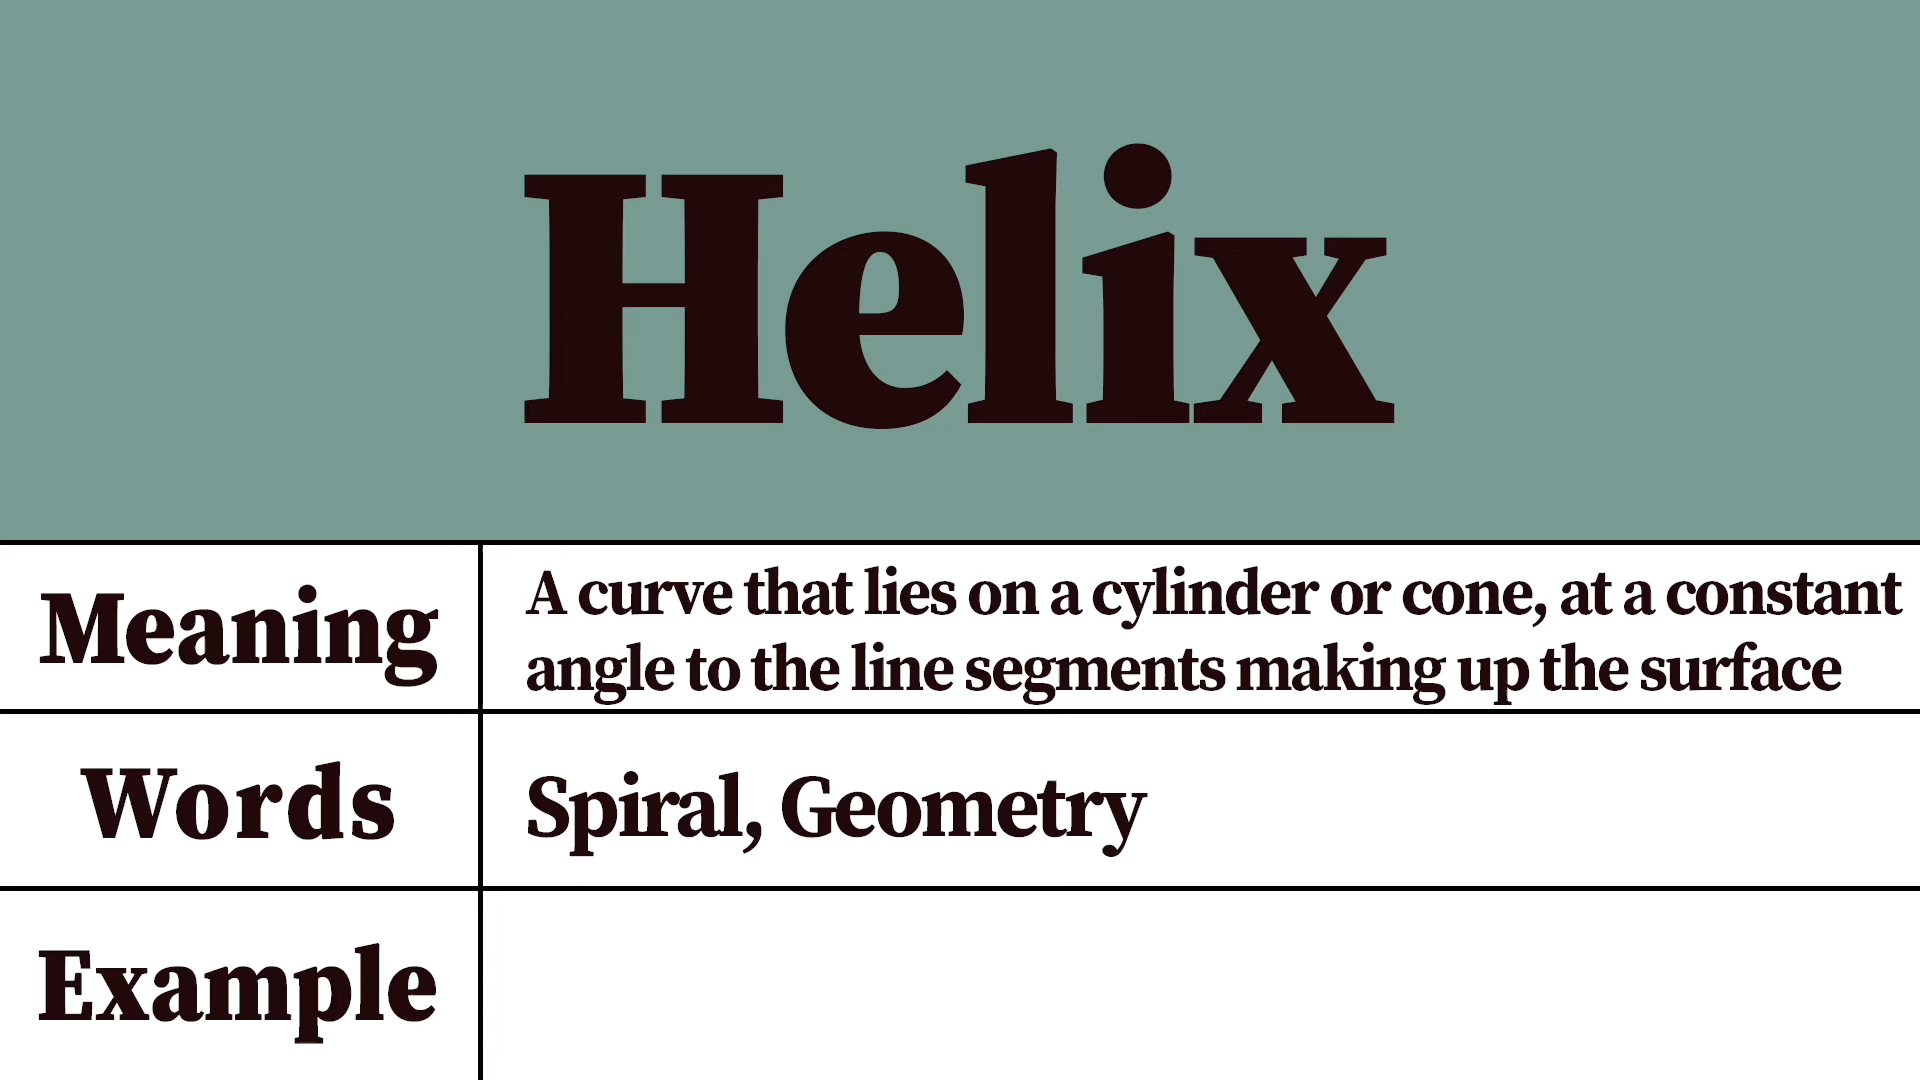 Helix
Meaning
A curve that lies on a cylinder or cone, at a constant
angle to the line segments making up the surface
Words
Spiral, Geometry
Example